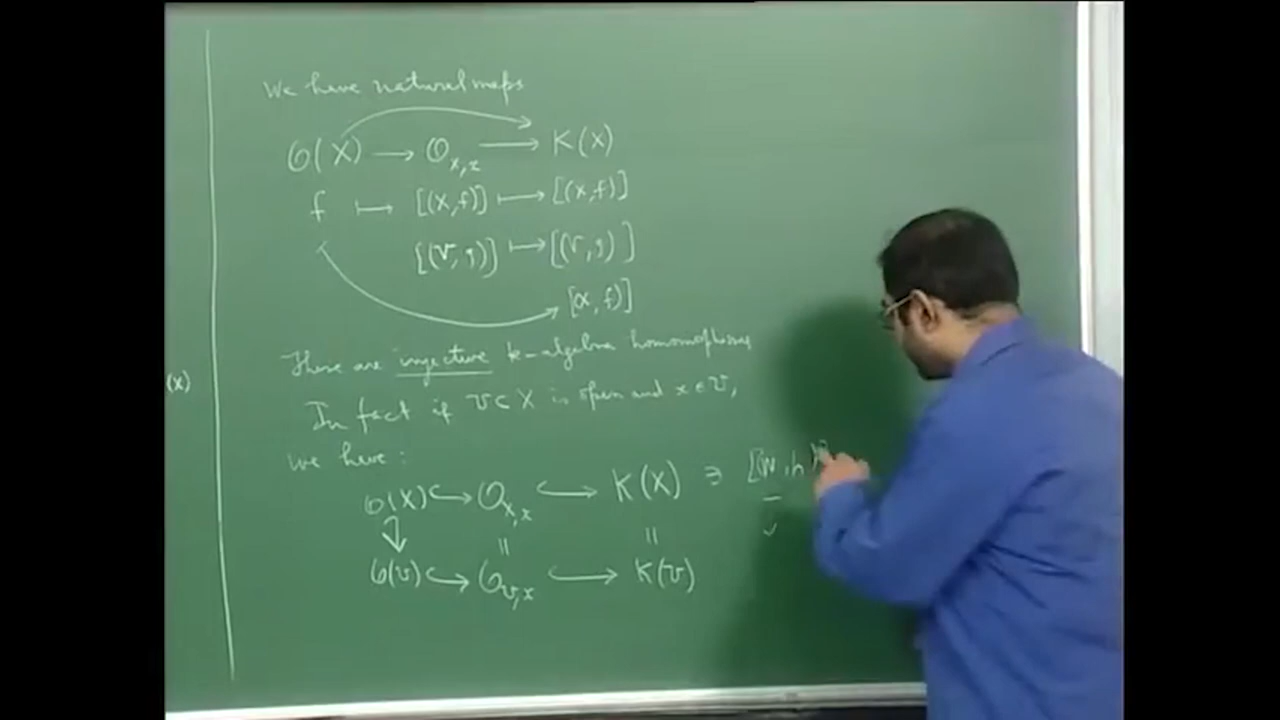 We have natural maps
O(X) → O_{X,x} → K(X)
f ↦ [(X,f)] ↦ [(X,f)]
[(V,g)] ↦ [(V,g)]
[(X,f)]
These are injective k-algebra homomorphisms
In fact if U ⊂ X is open and x ∈ U,
(x)
we have:
O(X) ↪ O_{X,x} ↪ K(X) ∋ [(W,h)]
O(U) ↪ O_{U,x} ↪ K(U)